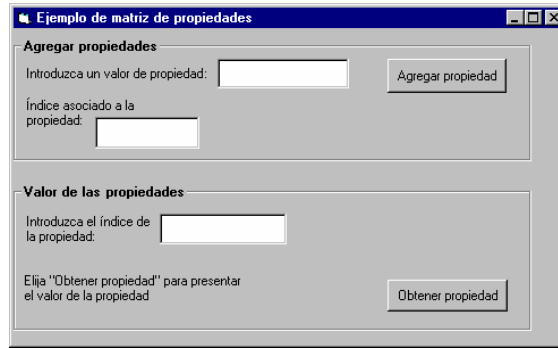 Ejemplo de matriz de propiedades
Agregar propiedades
Introduzca un valor de propiedad:
Agregar propiedad
Índice asociado a la
propiedad:
Valor de las propiedades
Introduzca el índice de
la propiedad:
Elija "Obtener propiedad" para presentar
el valor de la propiedad
Obtener propiedad